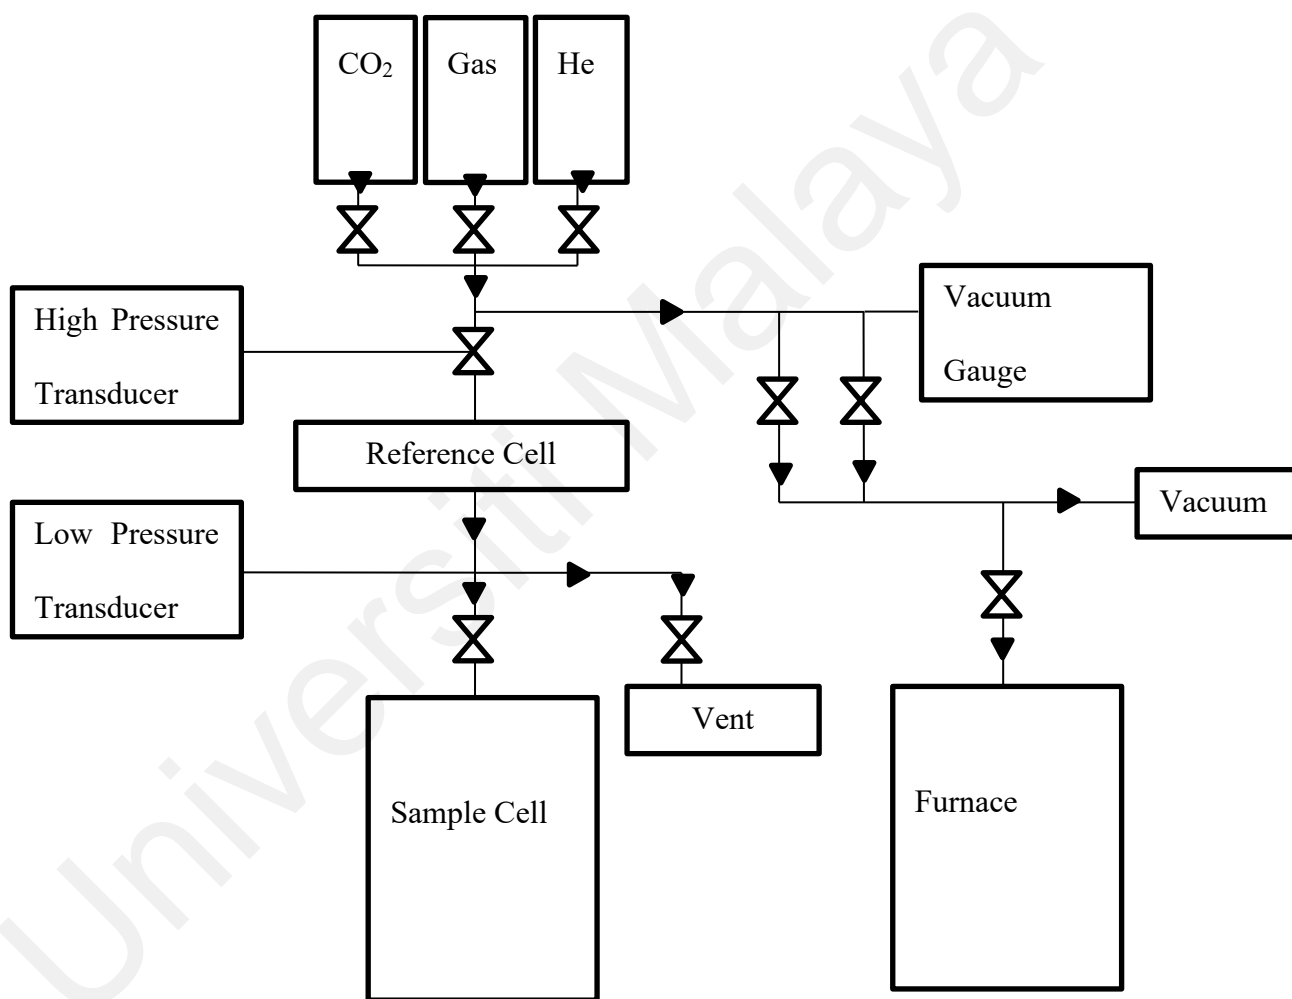 CO₂
Gas
He
High Pressure
Transducer
Vacuum
Gauge
Reference Cell
Low Pressure
Transducer
Vacuum
Vent
Sample Cell
Furnace
Universiti Malaya